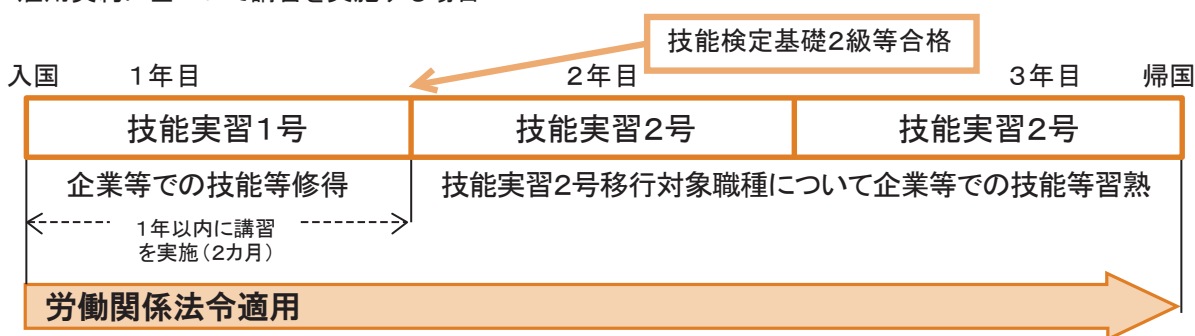 技能検定基礎２級等合格
入国　１年目　２年目　３年目　帰国
技能実習１号　技能実習２号　技能実習２号
企業等での技能等修得　技能実習２号移行対象職種について企業等での技能等習熟
１年以内に講習
を実施（２カ月）
労働関係法令適用